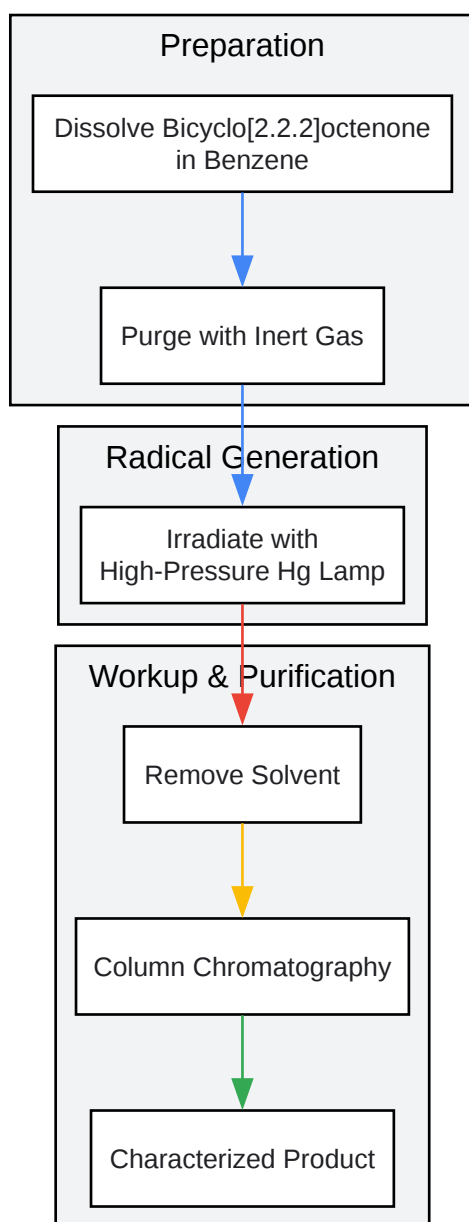 Preparation
Dissolve Bicyclo[2.2.2]octenone
in Benzene
Purge with Inert Gas
Radical Generation
Irradiate with
High-Pressure Hg Lamp
Workup & Purification
Remove Solvent
Column Chromatography
Characterized Product